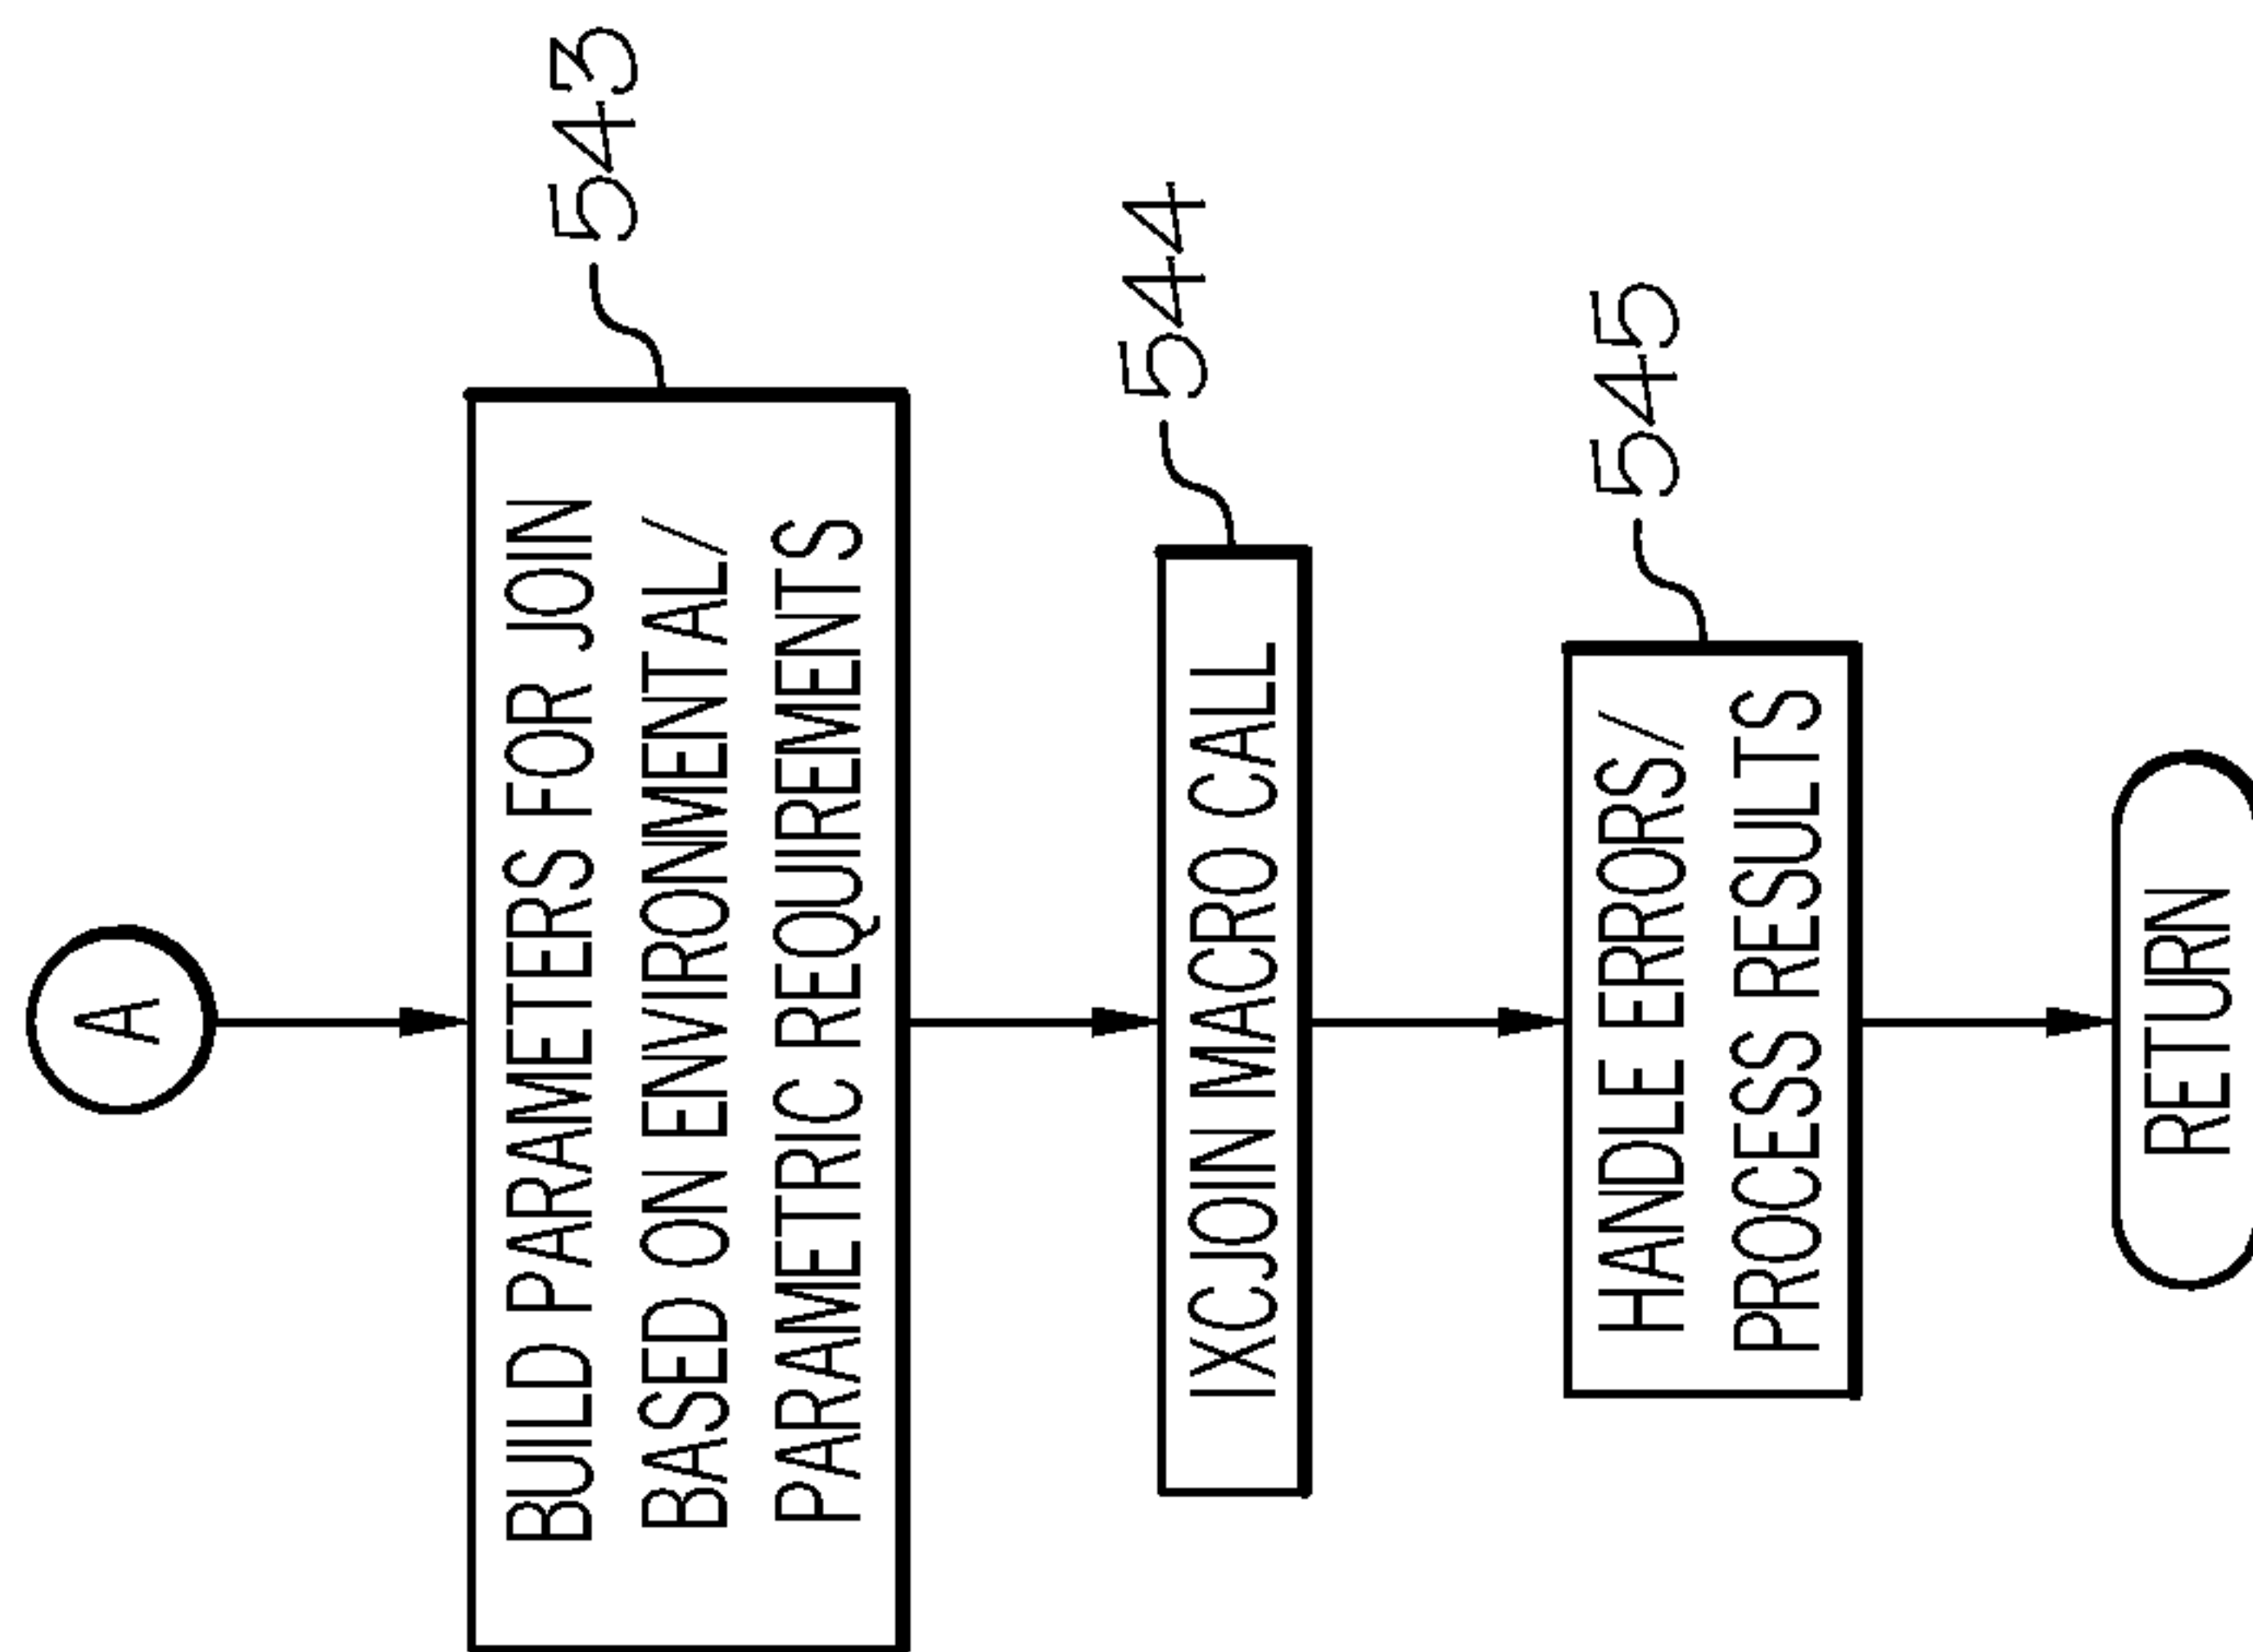 A
543
BUILD PARAMETERS FOR JOIN
BASED ON ENVIRONMENTAL/
PARAMETRIC REQUIREMENTS
544
IXCJOIN MACRO CALL
545
HANDLE ERRORS/
PROCESS RESULTS
RETURN